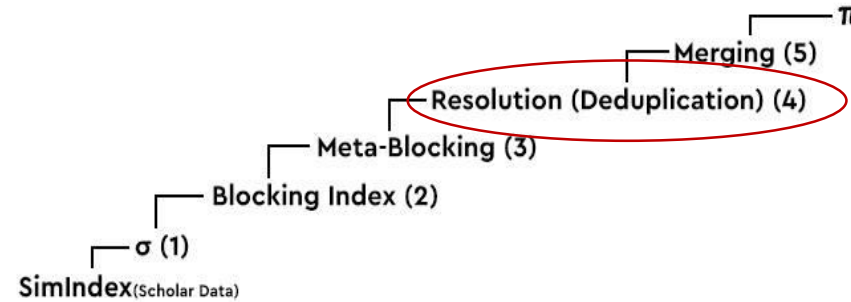 π
Merging (5)
Resolution (Deduplication) (4)
Meta-Blocking (3)
Blocking Index (2)
σ (1)
SimIndex(Scholar Data)